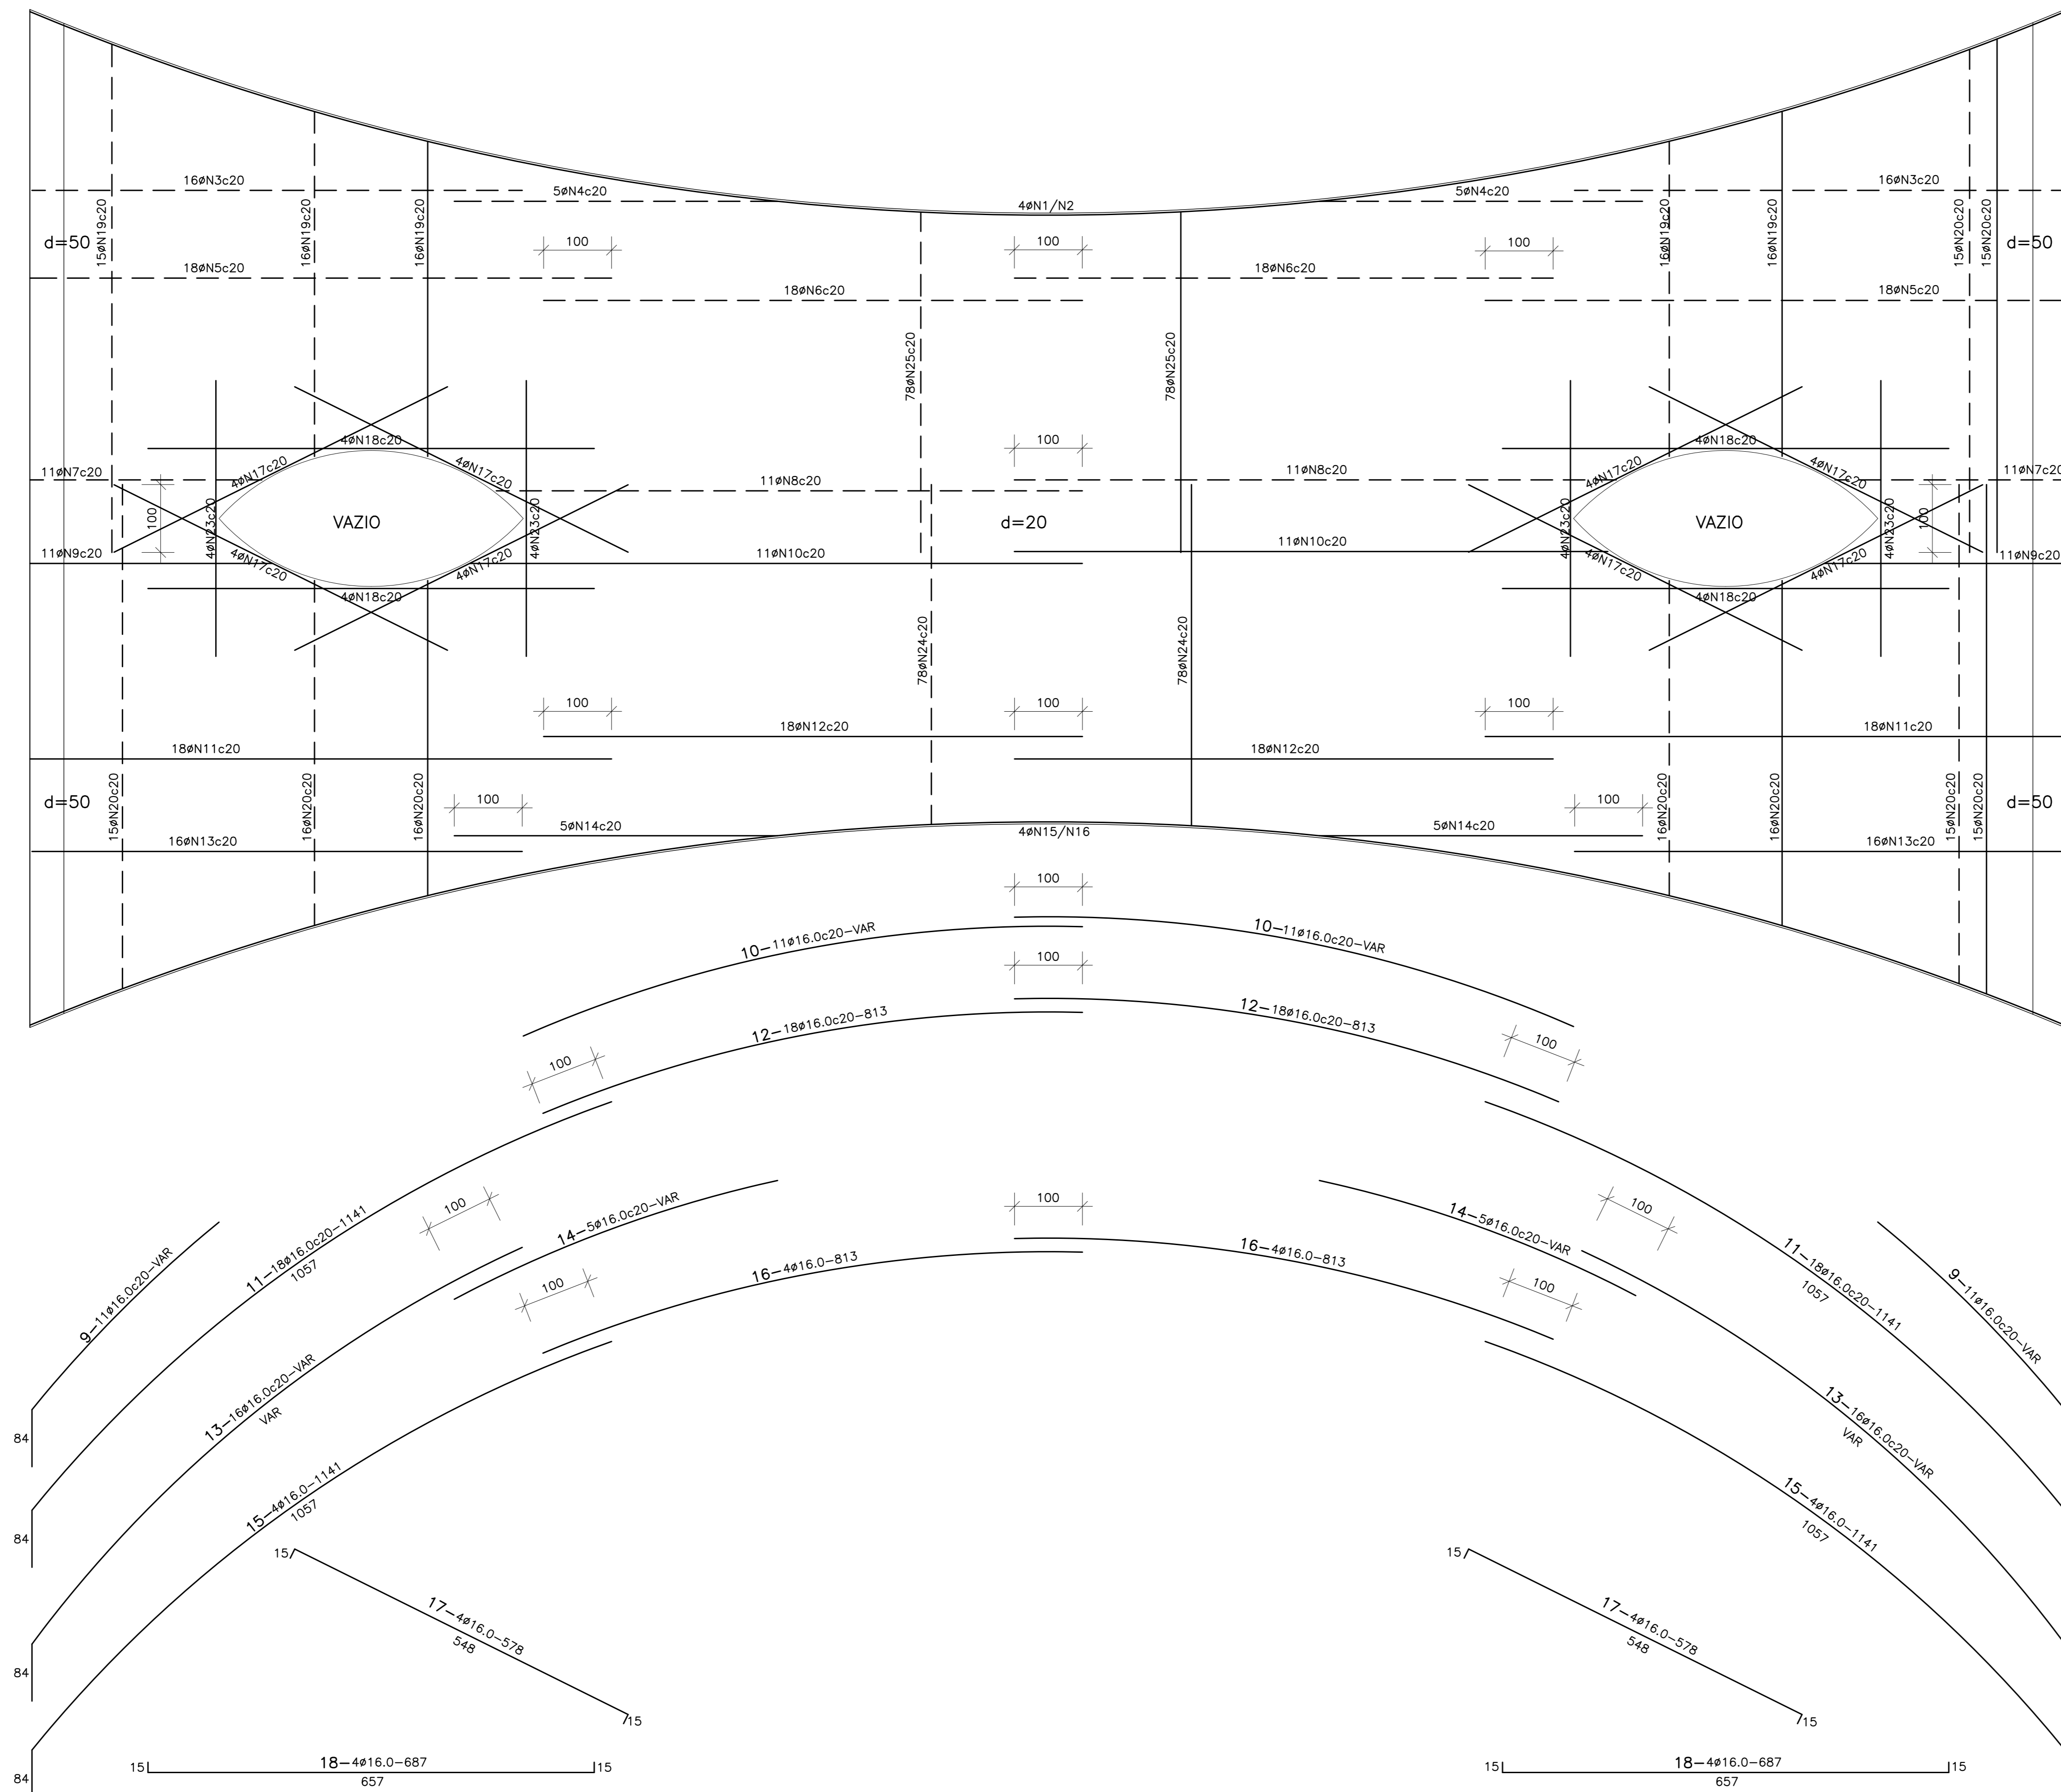 16øN3c20
16øN3c20
5øN4c20
5øN4c20
4øN1/N2
15øN19c20
16øN19c20
16øN19c20
16øN19c20
16øN19c20
15øN20c20
15øN20c20
d=50
100
100
100
d=50
18øN5c20
18øN6c20
18øN6c20
18øN5c20
78øN25c20
78øN25c20
4øN18c20
100
4øN18c20
11øN7c20
4øN17c20
4øN17c20
11øN8c20
11øN8c20
4øN17c20
4øN17c20
11øN7c20
100
4øN23c20
VAZIO
4øN23c20
d=20
4øN23c20
VAZIO
4øN23c20
100
11øN9c20
4øN17c20
4øN17c20
11øN10c20
11øN10c20
4øN17c20
4øN17c20
11øN9c20
4øN18c20
4øN18c20
78øN24c20
78øN24c20
100
100
100
18øN12c20
18øN11c20
18øN11c20
18øN12c20
15øN20c20
16øN20c20
16øN20c20
16øN20c20
16øN20c20
15øN20c20
15øN20c20
d=50
100
100
d=50
5øN14c20
4øN15/N16
5øN14c20
16øN13c20
16øN13c20
100
10-11ø16.0c20-VAR
10-11ø16.0c20-VAR
100
12-18ø16.0c20-813
12-18ø16.0c20-813
100
100
11-18ø16.0c20-1141
1057
100
14-5ø16.0c20-VAR
100
14-5ø16.0c20-VAR
100
11-18ø16.0c20-1141
1057
9-11ø16.0c20-VAR
16-4ø16.0-813
16-4ø16.0-813
9-11ø16.0c20-VAR
100
100
13-16ø16.0c20-VAR
VAR
13-16ø16.0c20-VAR
VAR
84
15-4ø16.0-1141
1057
15-4ø16.0-1141
1057
84
15
17-4ø16.0-578
548
15
15
17-4ø16.0-578
548
15
84
15
18-4ø16.0-687
15
657
15
18-4ø16.0-687
15
657
84